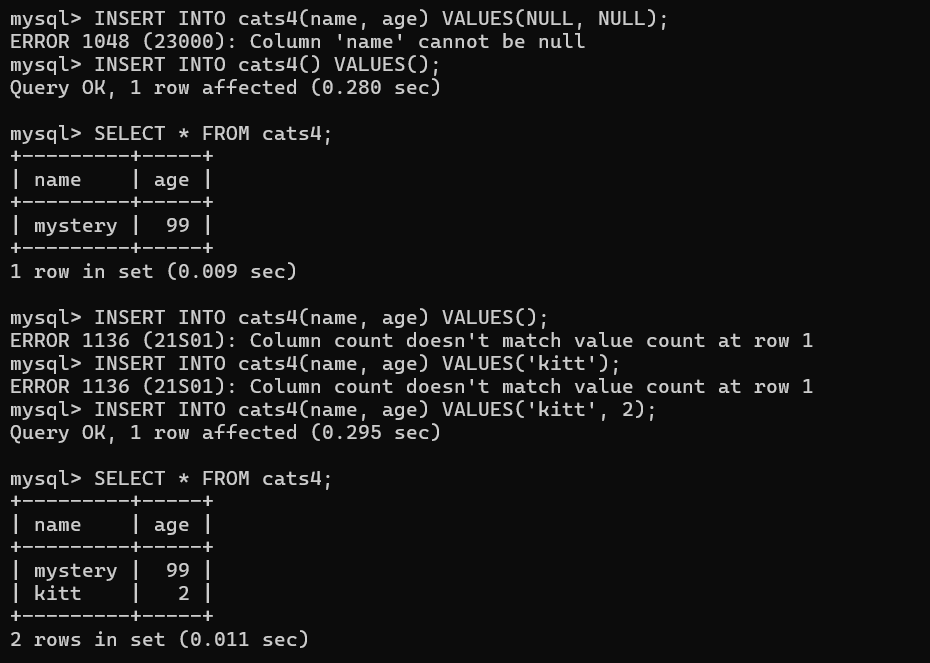 mysql> INSERT INTO cats4(name, age) VALUES(NULL, NULL);
ERROR 1048 (23000): Column 'name' cannot be null
mysql> INSERT INTO cats4() VALUES();
Query OK, 1 row affected (0.280 sec)

mysql> SELECT * FROM cats4;
+---------+-----+
| name    | age |
+---------+-----+
| mystery |  99 |
+---------+-----+
1 row in set (0.009 sec)

mysql> INSERT INTO cats4(name, age) VALUES();
ERROR 1136 (21S01): Column count doesn't match value count at row 1
mysql> INSERT INTO cats4(name, age) VALUES('kitt');
ERROR 1136 (21S01): Column count doesn't match value count at row 1
mysql> INSERT INTO cats4(name, age) VALUES('kitt', 2);
Query OK, 1 row affected (0.295 sec)

mysql> SELECT * FROM cats4;
+---------+-----+
| name    | age |
+---------+-----+
| mystery |  99 |
| kitt    |   2 |
+---------+-----+
2 rows in set (0.011 sec)